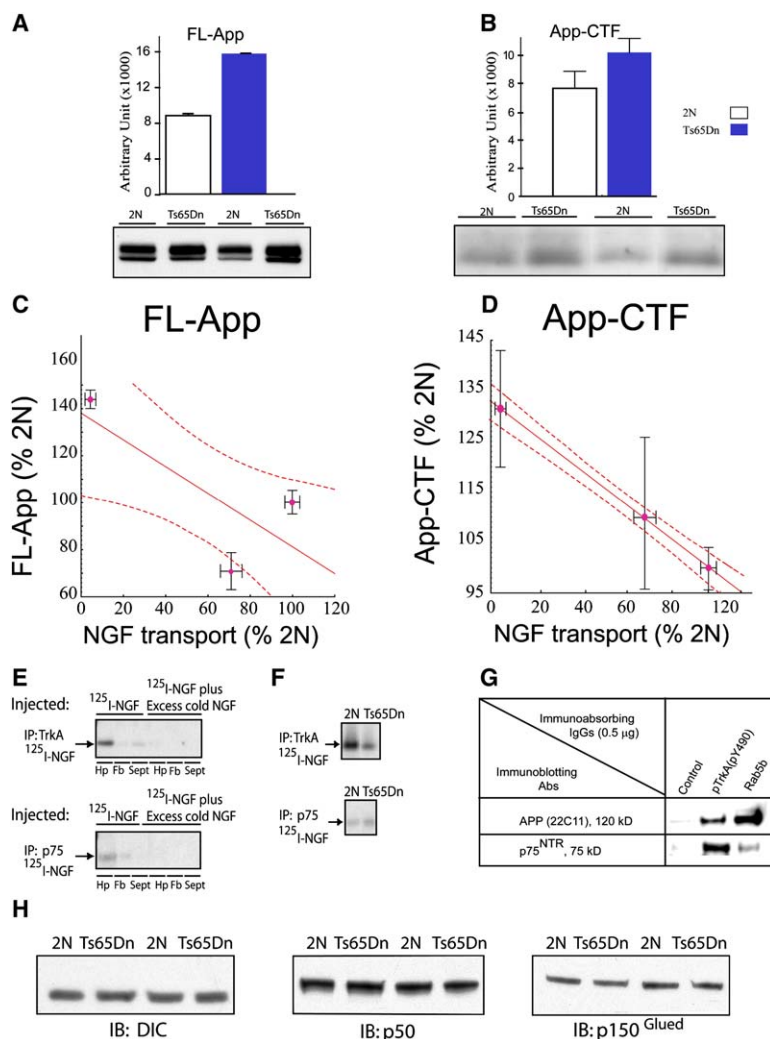 A
FL-App
Arbitrary Unit (x1000)
16
12
8
4
0
2N Ts65Dn 2N Ts65Dn
B
App-CTF
Arbitrary Unit (x1000)
10
8
6
4
2
0
2N
Ts65Dn
2N Ts65Dn 2N Ts65Dn
C
FL-App
FL-App (% 2N)
160
140
120
100
80
60
0 20 40 60 80 100 120
NGF transport (% 2N)
D
App-CTF
App-CTF (% 2N)
145
135
125
115
105
95
0 20 60 80 120
NGF transport (% 2N)
E
Injected: 125I-NGF 125I-NGF plus Excess cold NGF
IP:TrkA
125I-NGF
Hp Fb Sept Hp Fb Sept
Injected: 125I-NGF 125I-NGF plus Excess cold NGF
IP: p75
125I-NGF
Hp Fb Sept Hp Fb Sept
F
2N Ts65Dn
IP:TrkA
125I-NGF
2N Ts65Dn
IP: p75
125I-NGF
G
Immunoabsorbing
IgGs (0.5 µg)
Immunoblotting
Abs
Control
pTrkA(pY490)
Rab5b
APP (22C11), 120 kD
p75NTR, 75 kD
H
2N Ts65Dn 2N Ts65Dn
IB: DIC
2N Ts65Dn 2N Ts65Dn
IB: p50
2N Ts65Dn 2N Ts65Dn
IB: p150 Glued